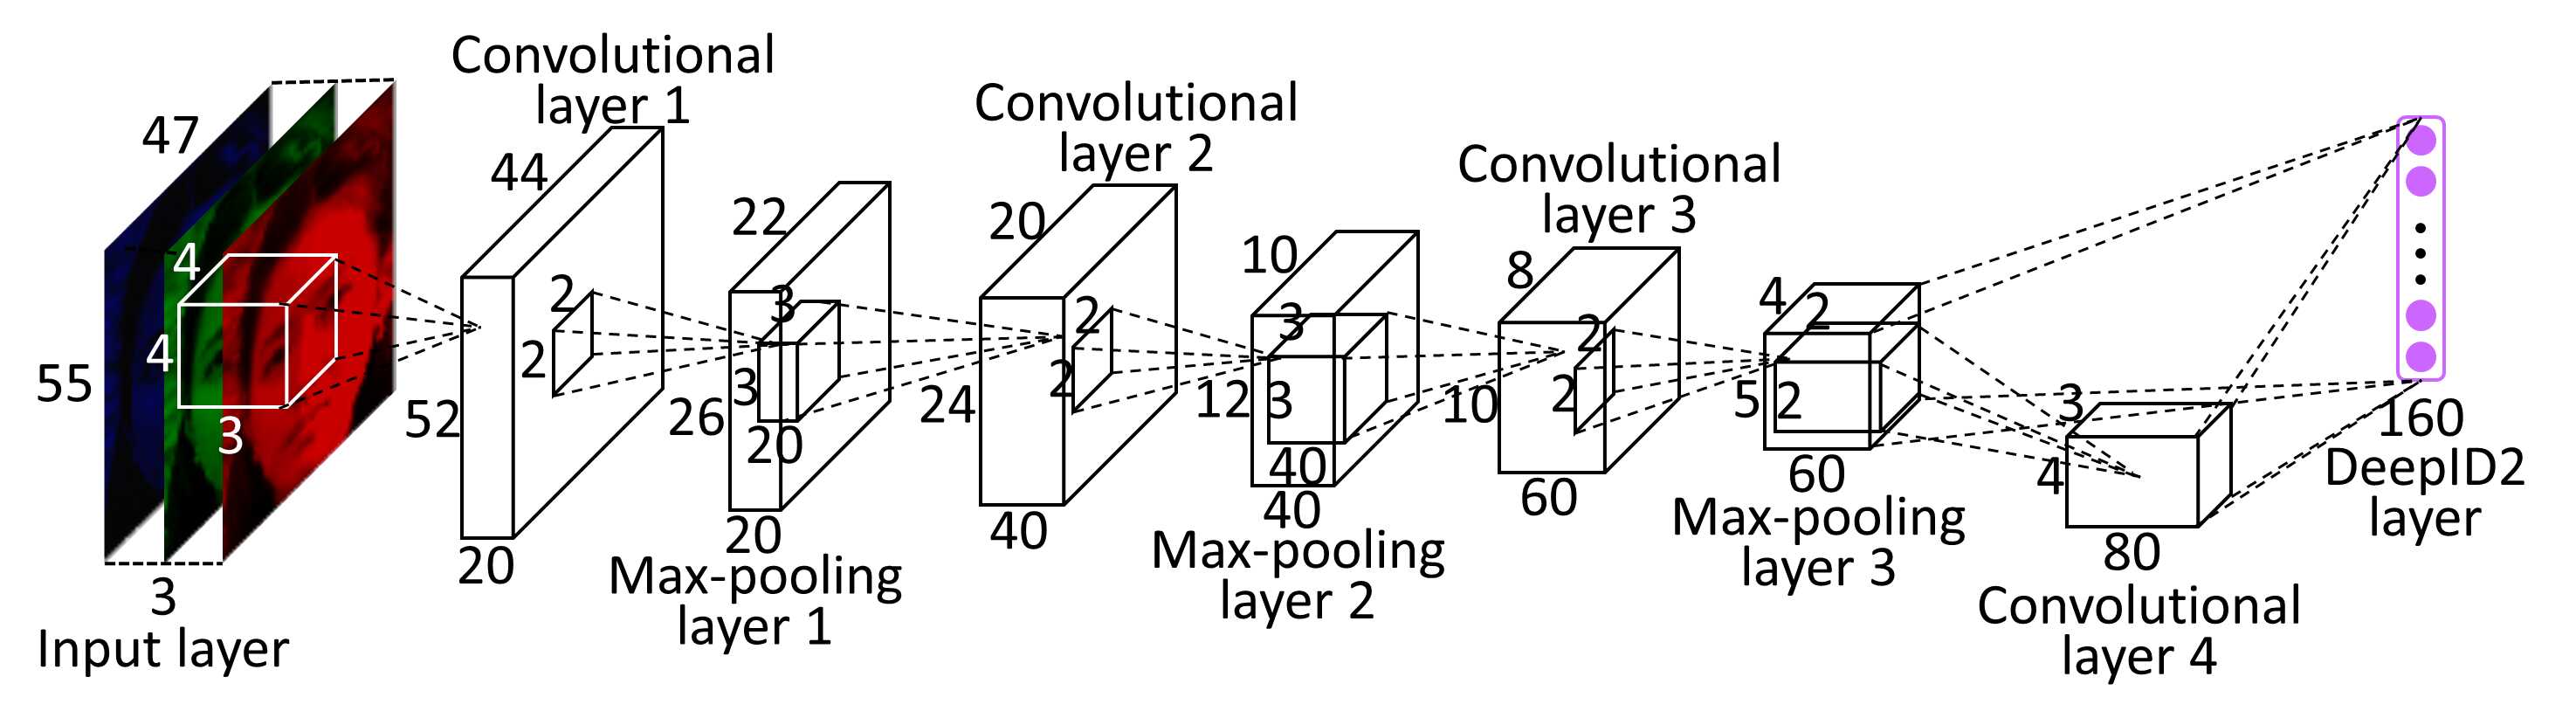 47
55
4
4
3
3
Input layer
Convolutional
layer 1
44
52
20
2
2
22
26
3
3
20
20
Max-pooling
layer 1
Convolutional
layer 2
20
24
40
2
2
10
12
3
3
40
40
Max-pooling
layer 2
Convolutional
layer 3
8
10
60
2
2
4
5
2
2
60
Max-pooling
layer 3
3
4
80
Convolutional
layer 4
160
DeepID2
layer